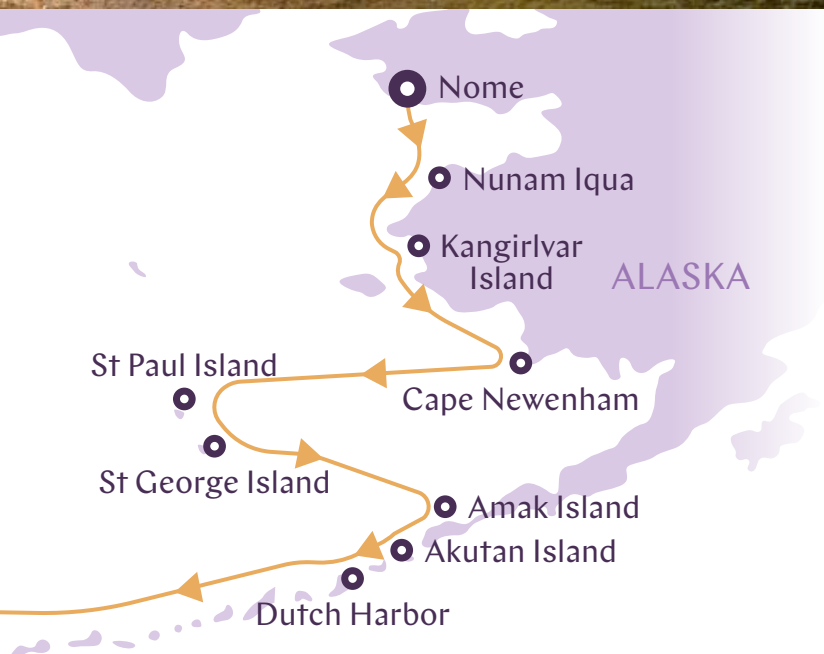 Nome
Nunam Iqua
Kangirlvar
Island
ALASKA
St Paul Island
Cape Newenham
St George Island
Amak Island
Akutan Island
Dutch Harbor